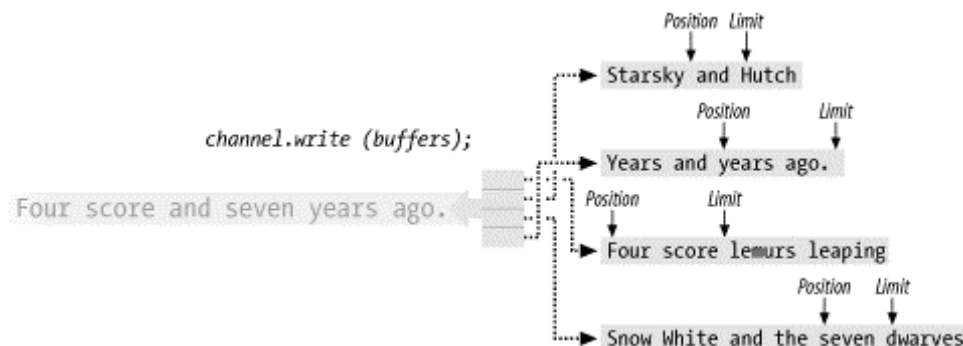 Position Limit
Starsky and Hutch
Position Limit
channel.write (buffers);
Years and years ago.
Four score and seven years ago.
Position Limit
Four score lemurs leaping
Position Limit
Snow White and the seven dwarves